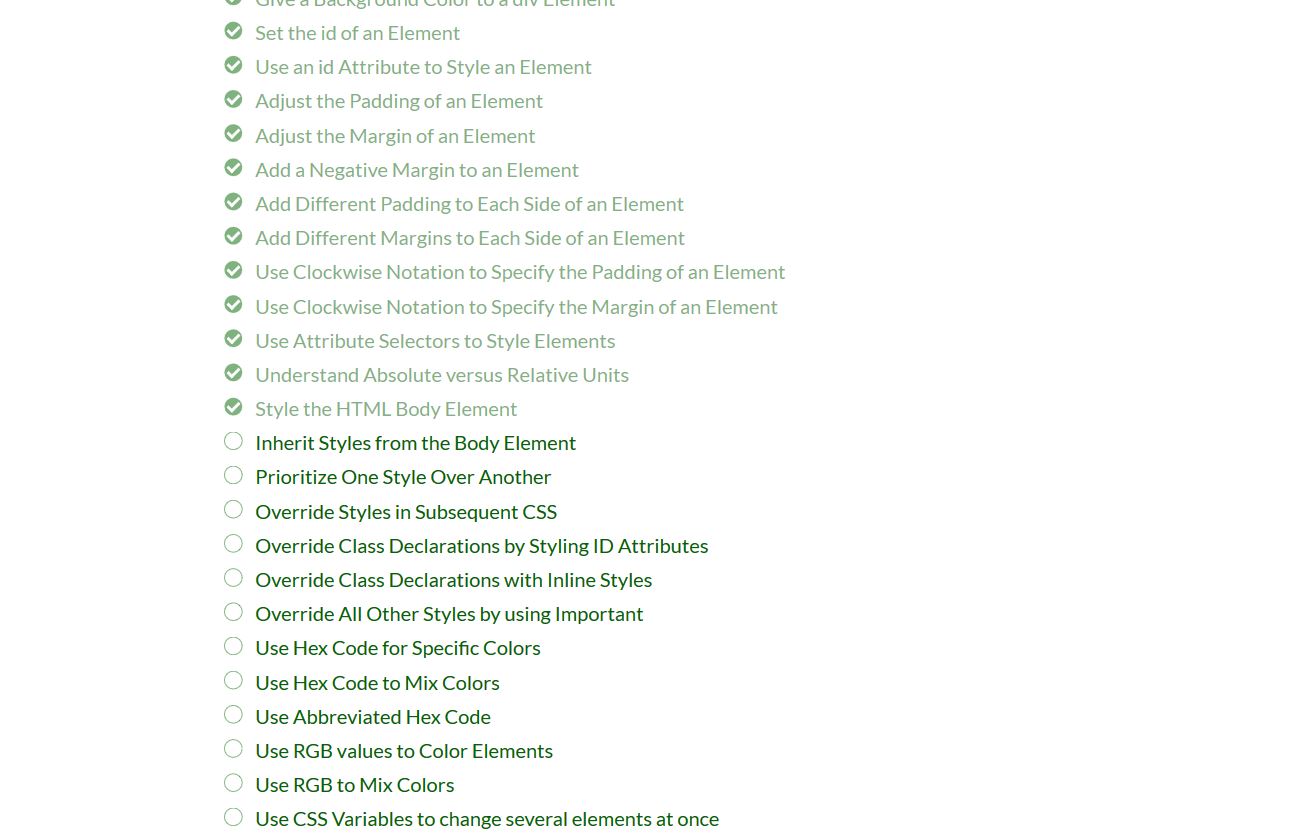 Give a Background Color to a div Element
Set the id of an Element
Use an id Attribute to Style an Element
Adjust the Padding of an Element
Adjust the Margin of an Element
Add a Negative Margin to an Element
Add Different Padding to Each Side of an Element
Add Different Margins to Each Side of an Element
Use Clockwise Notation to Specify the Padding of an Element
Use Clockwise Notation to Specify the Margin of an Element
Use Attribute Selectors to Style Elements
Understand Absolute versus Relative Units
Style the HTML Body Element
Inherit Styles from the Body Element
Prioritize One Style Over Another
Override Styles in Subsequent CSS
Override Class Declarations by Styling ID Attributes
Override Class Declarations with Inline Styles
Override All Other Styles by using Important
Use Hex Code for Specific Colors
Use Hex Code to Mix Colors
Use Abbreviated Hex Code
Use RGB values to Color Elements
Use RGB to Mix Colors
Use CSS Variables to change several elements at once